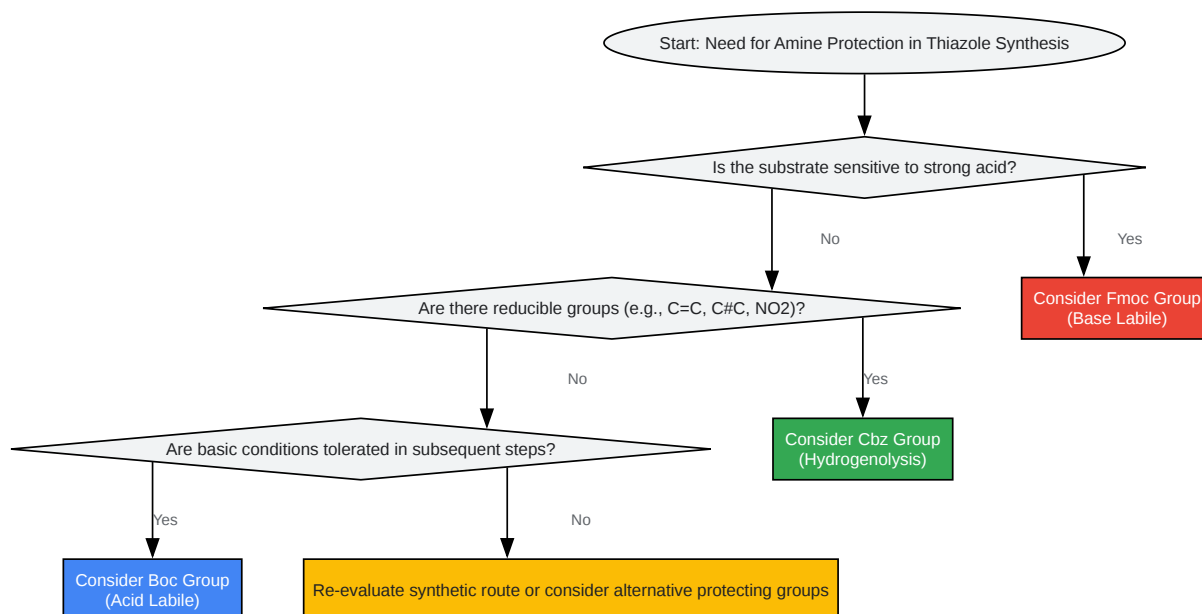 Start: Need for Amine Protection in Thiazole Synthesis
Is the substrate sensitive to strong acid?
No
Yes
Are there reducible groups (e.g., C=C, C#C, NO2)?
Consider Fmoc Group
(Base Labile)
No
Yes
Are basic conditions tolerated in subsequent steps?
Consider Cbz Group
(Hydrogenolysis)
Yes
No
Consider Boc Group
(Acid Labile)
Re-evaluate synthetic route or consider alternative protecting groups